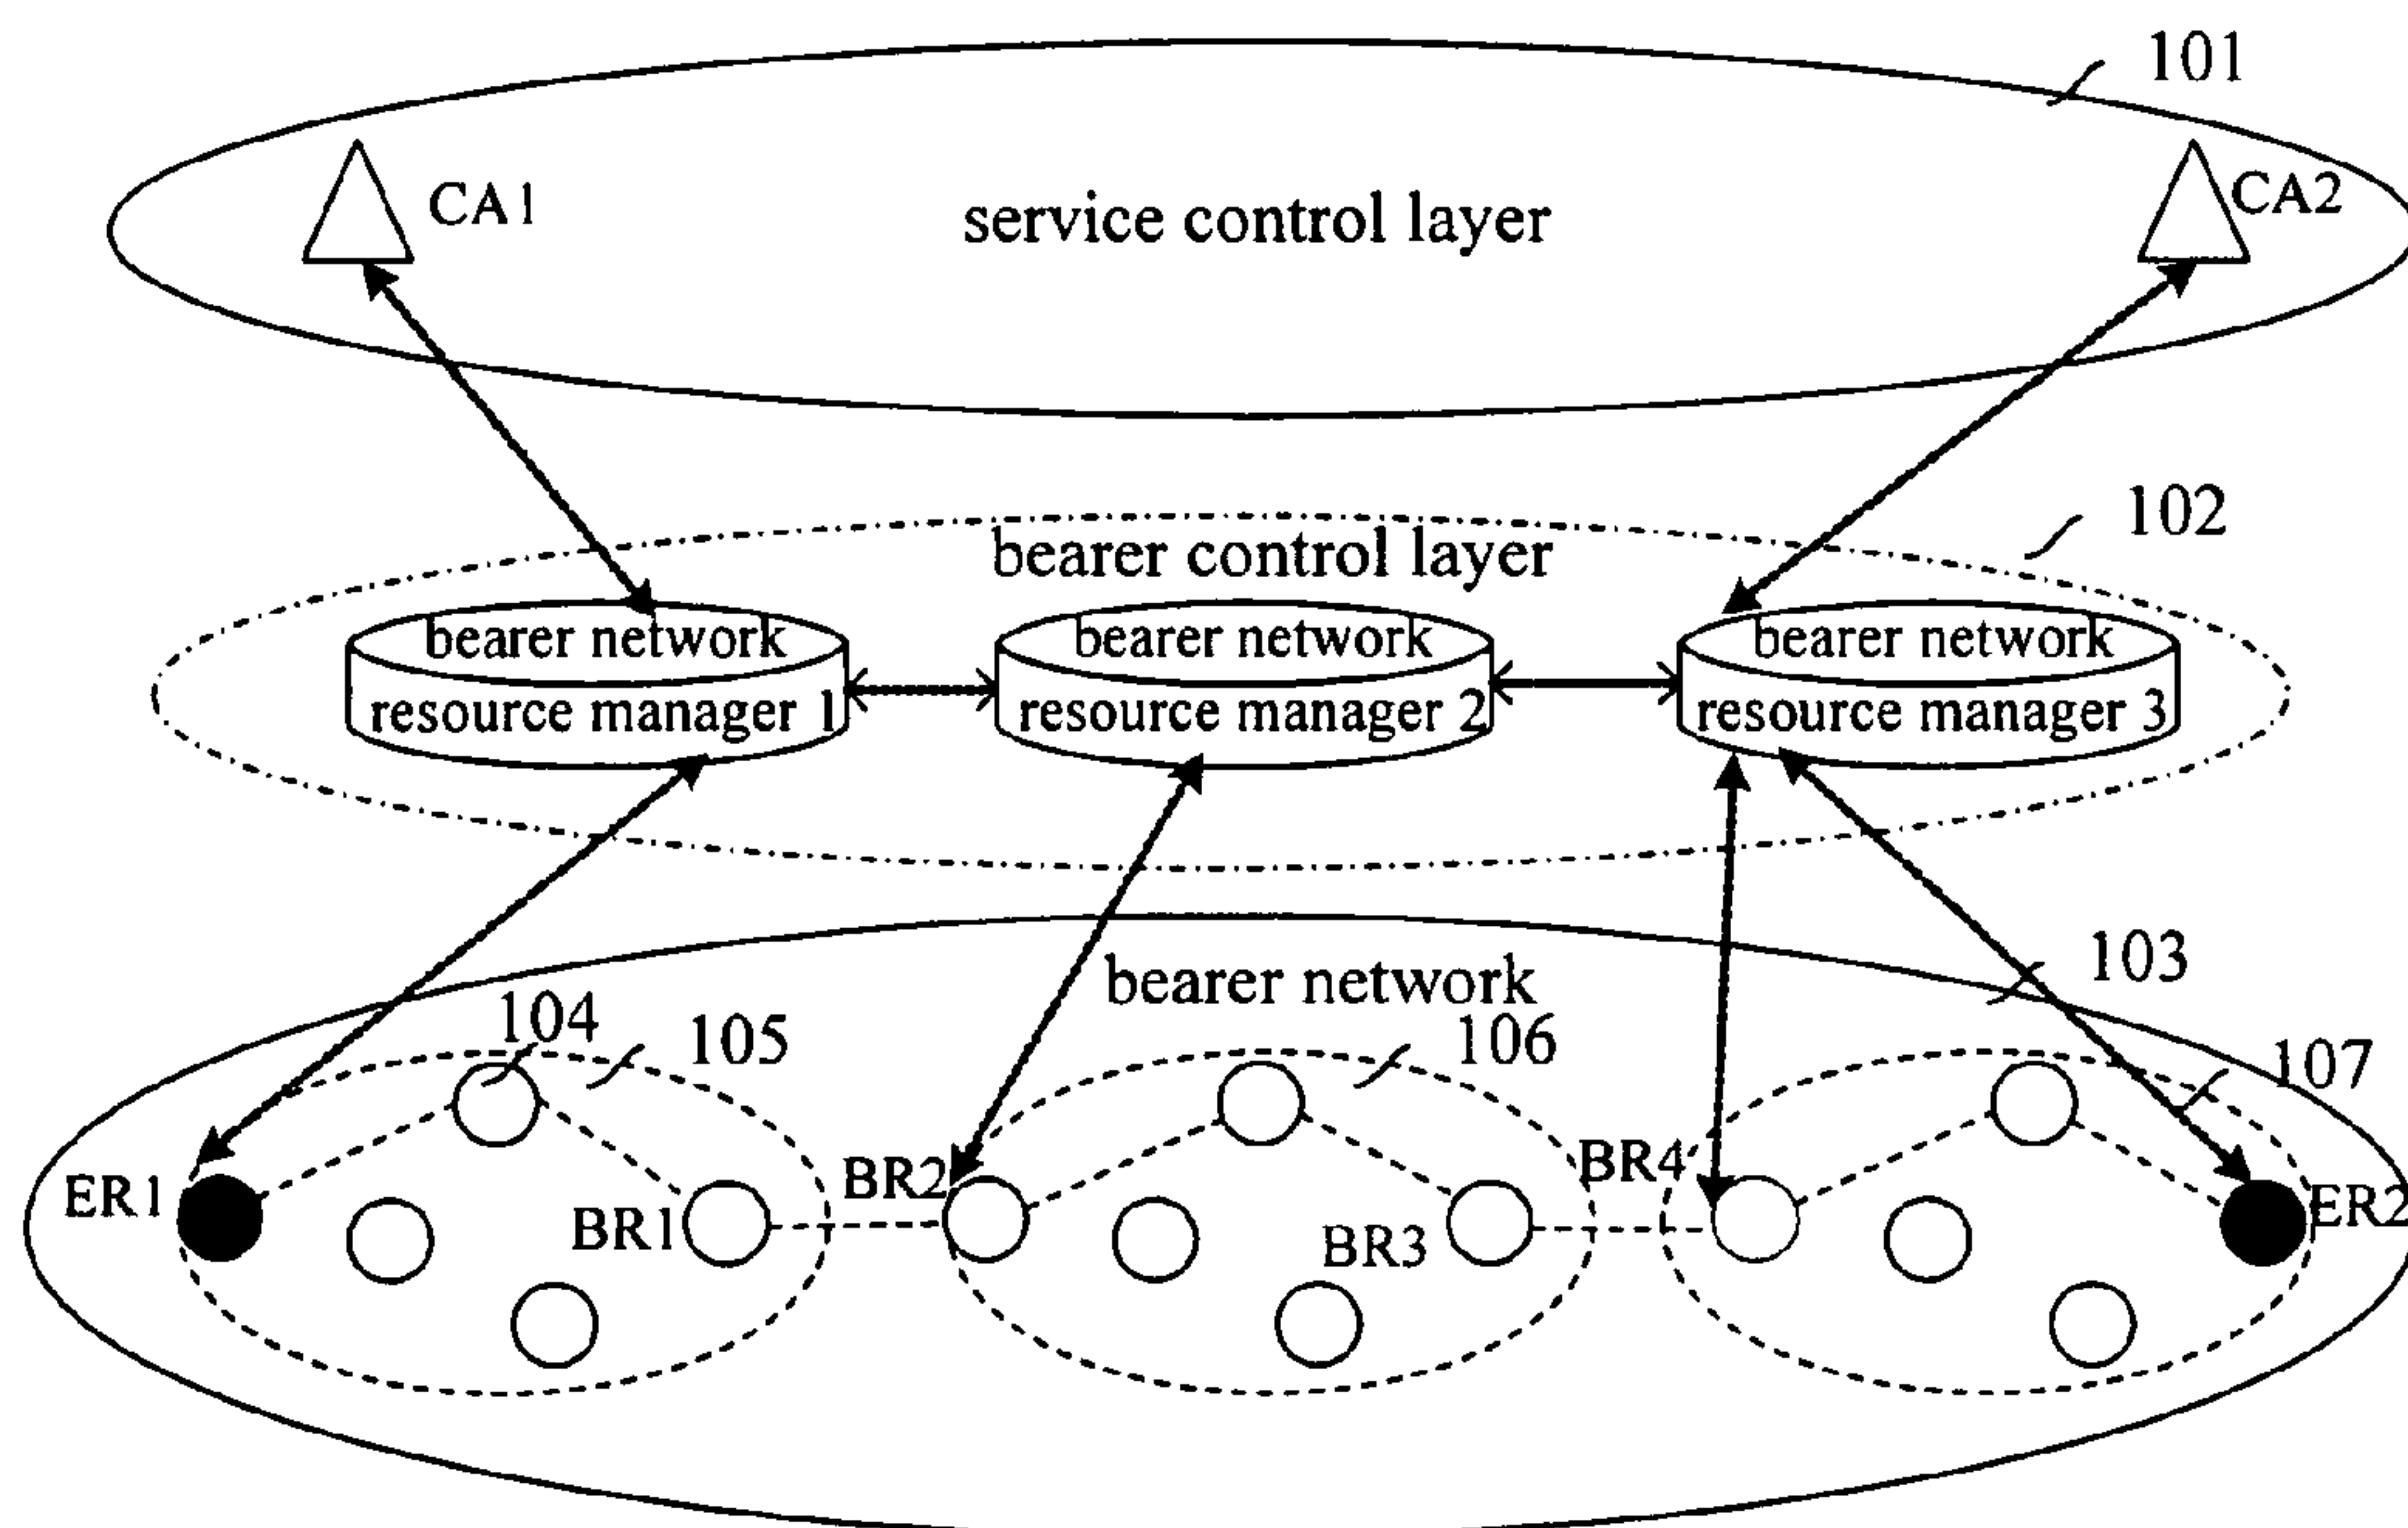 101
CA1
service control layer
CA2
102
bearer control layer
bearer network
resource manager 1
bearer network
resource manager 2
bearer network
resource manager 3
103
bearer network
104
105
106
107
ER1
BR1
BR2
BR3
BR4
ER2